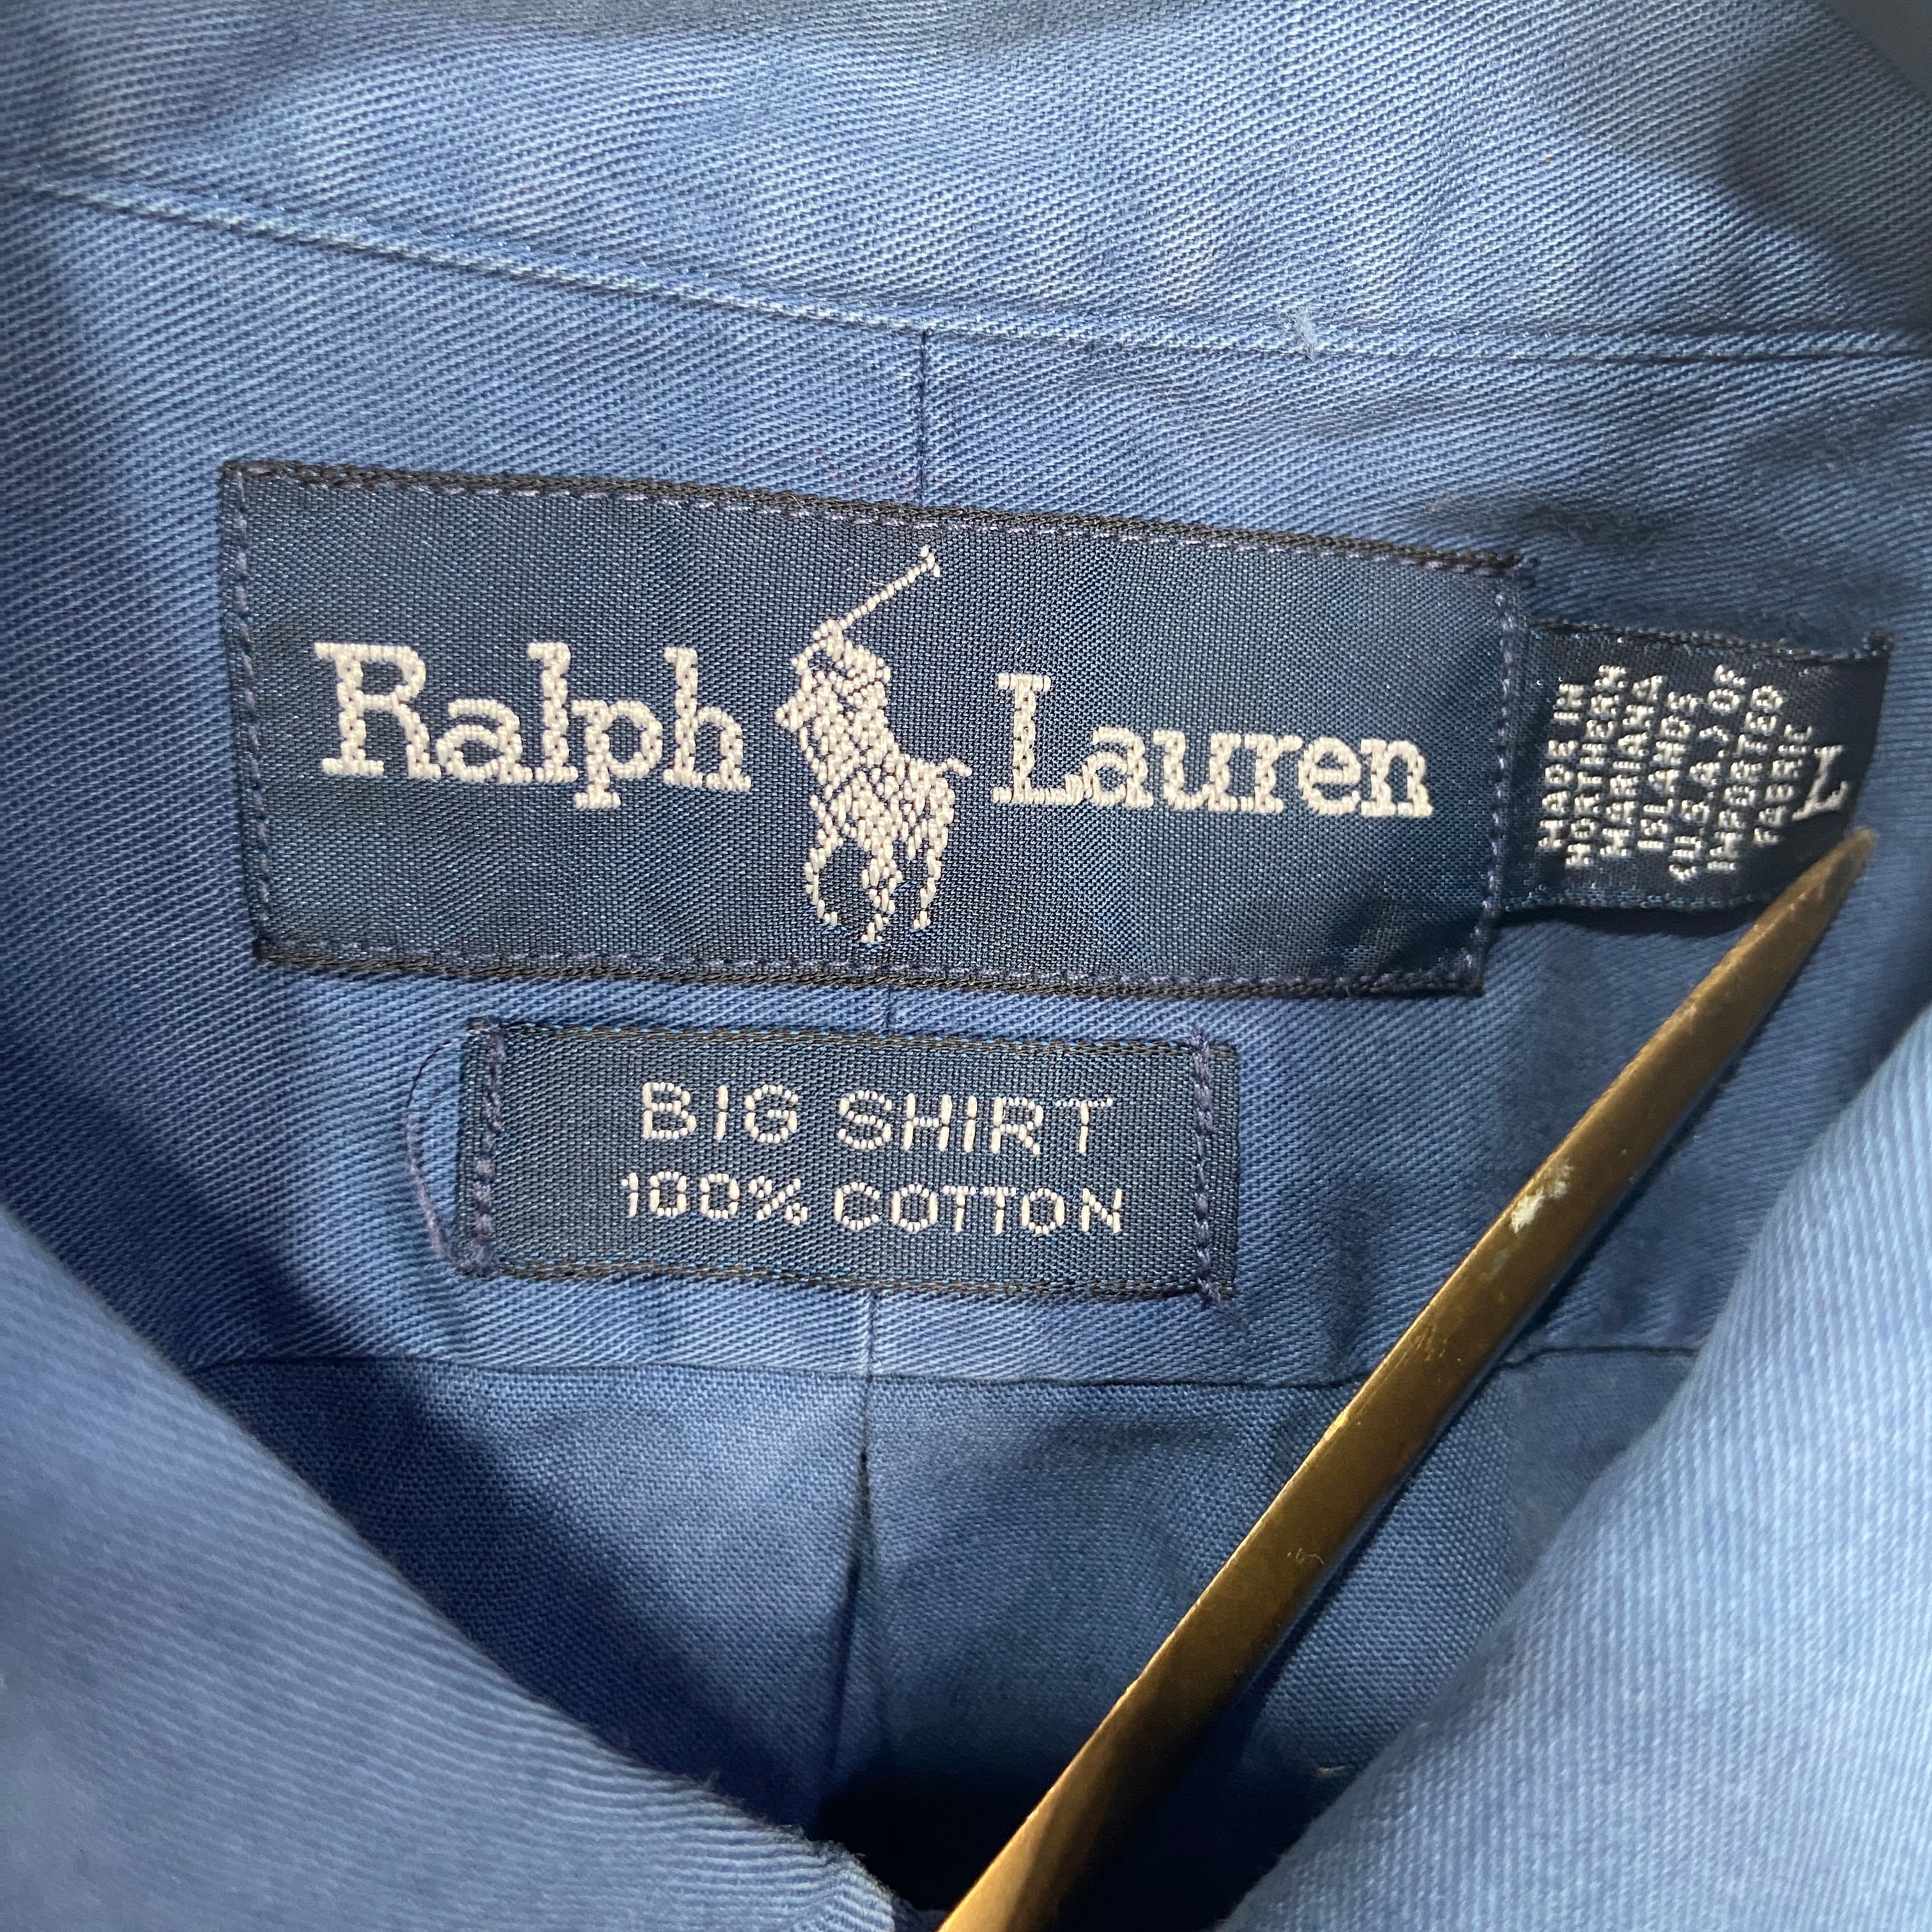 Ralph Lauren
MADE IN
NORTHERN
MARIANA
ISLANDS
(U.S.A.) OF
IMPORTED
FABRIC
L
BIG SHIRT
100% COTTON